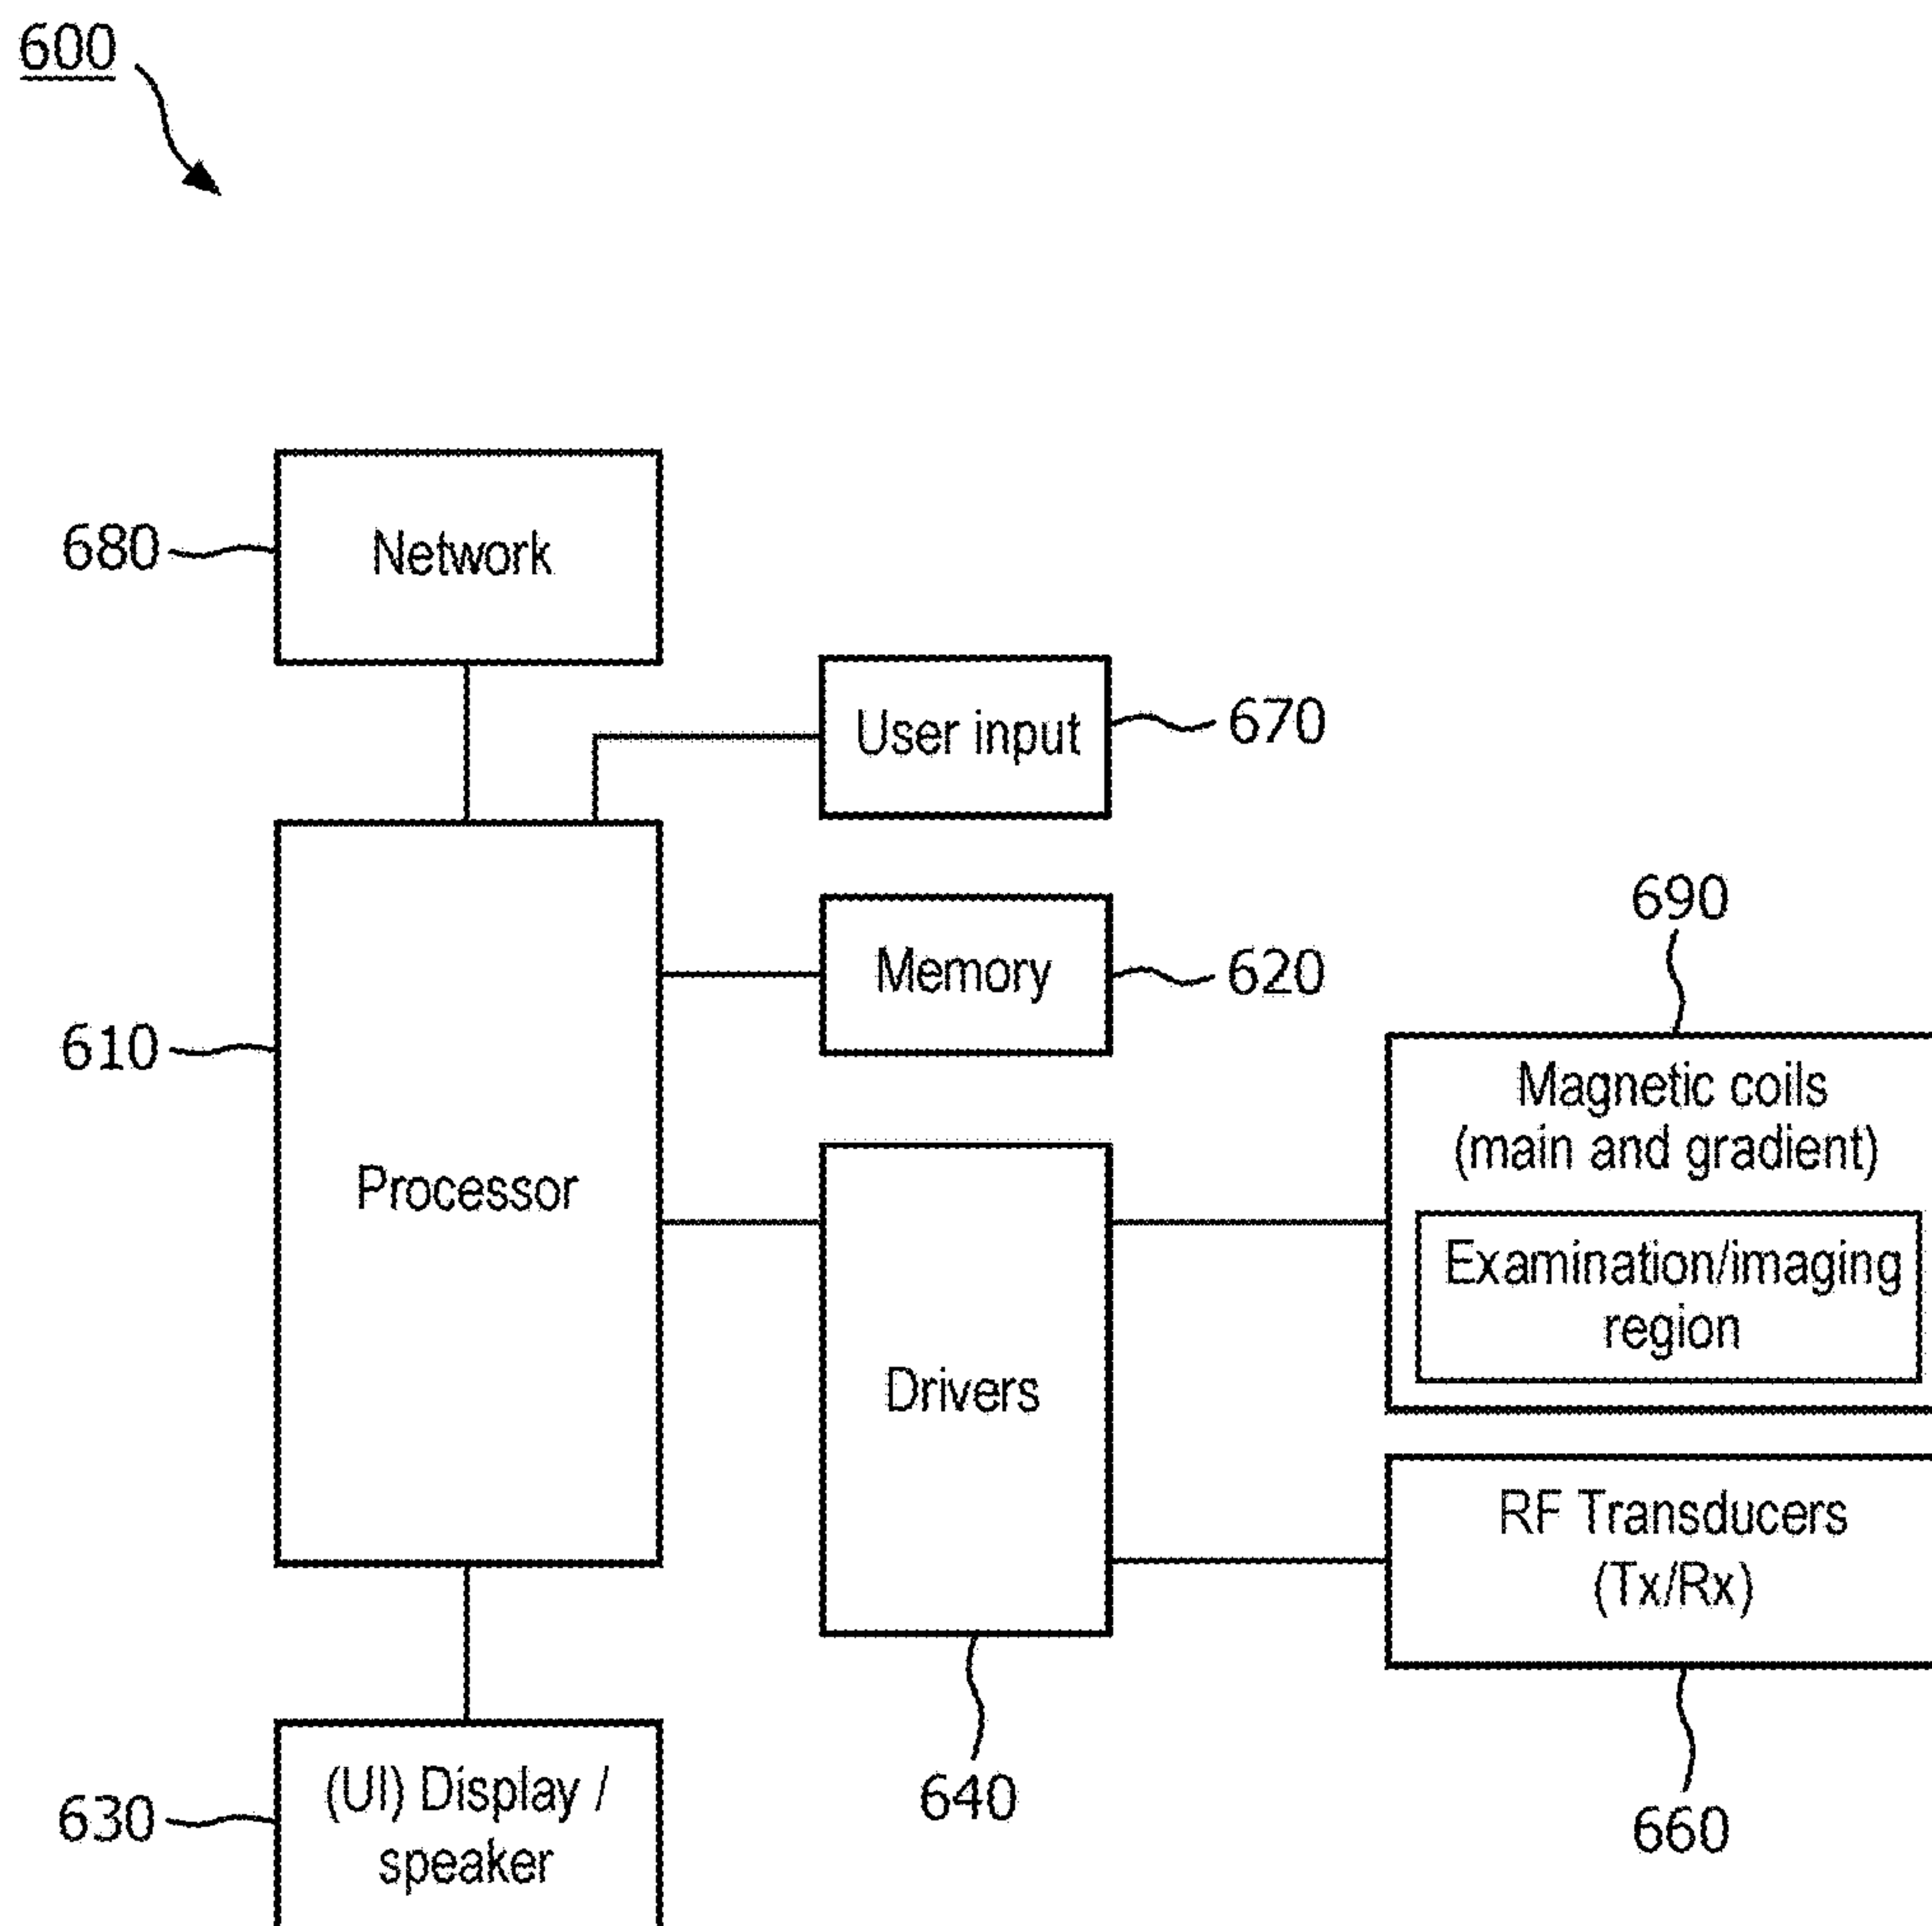 600
680
Network
User input
670
Memory
620
690
610
Processor
Magnetic coils
(main and gradient)
Examination/imaging
region
Drivers
RF Transducers
(Tx/Rx)
630
(UI) Display /
speaker
640
660